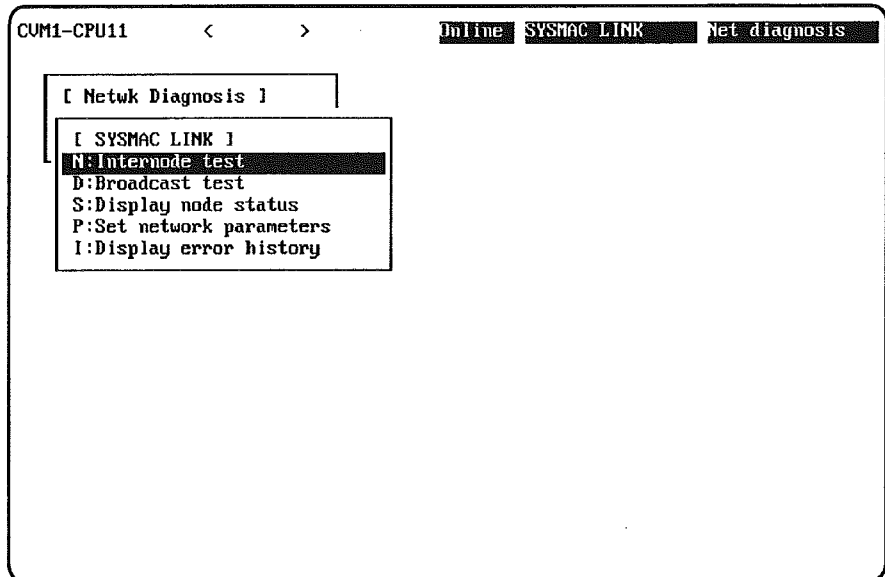 CVM1-CPU11 < > Online SYSMAC LINK Net diagnosis
[ Netwk Diagnosis ]
[ SYSMAC LINK ]
N:Internode test
D:Broadcast test
S:Display node status
P:Set network parameters
I:Display error history